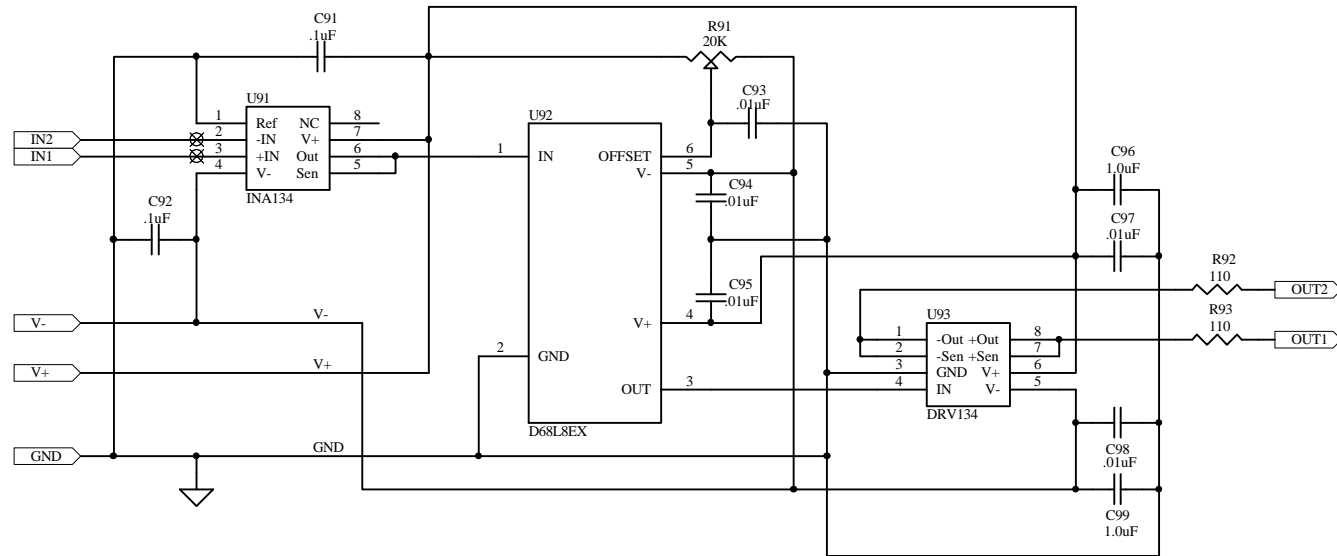 C91
.1uF
R91
20K
U91
1 Ref NC 8
2 -IN V+ 7
3 +IN Out 6
4 V- Sen 5
INA134
IN2
IN1
C92
.1uF
U92
1 IN
OFFSET 6
V- 5
V+ 4
2 GND
OUT 3
D68L8EX
C93
.01uF
C94
.01uF
C95
.01uF
C96
1.0uF
C97
.01uF
R92
110
OUT2
R93
110
OUT1
U93
1 -Out +Out 8
2 -Sen +Sen 7
3 GND V+ 6
4 IN V- 5
DRV134
C98
.01uF
C99
1.0uF
V- V-
V+ V+
GND GND